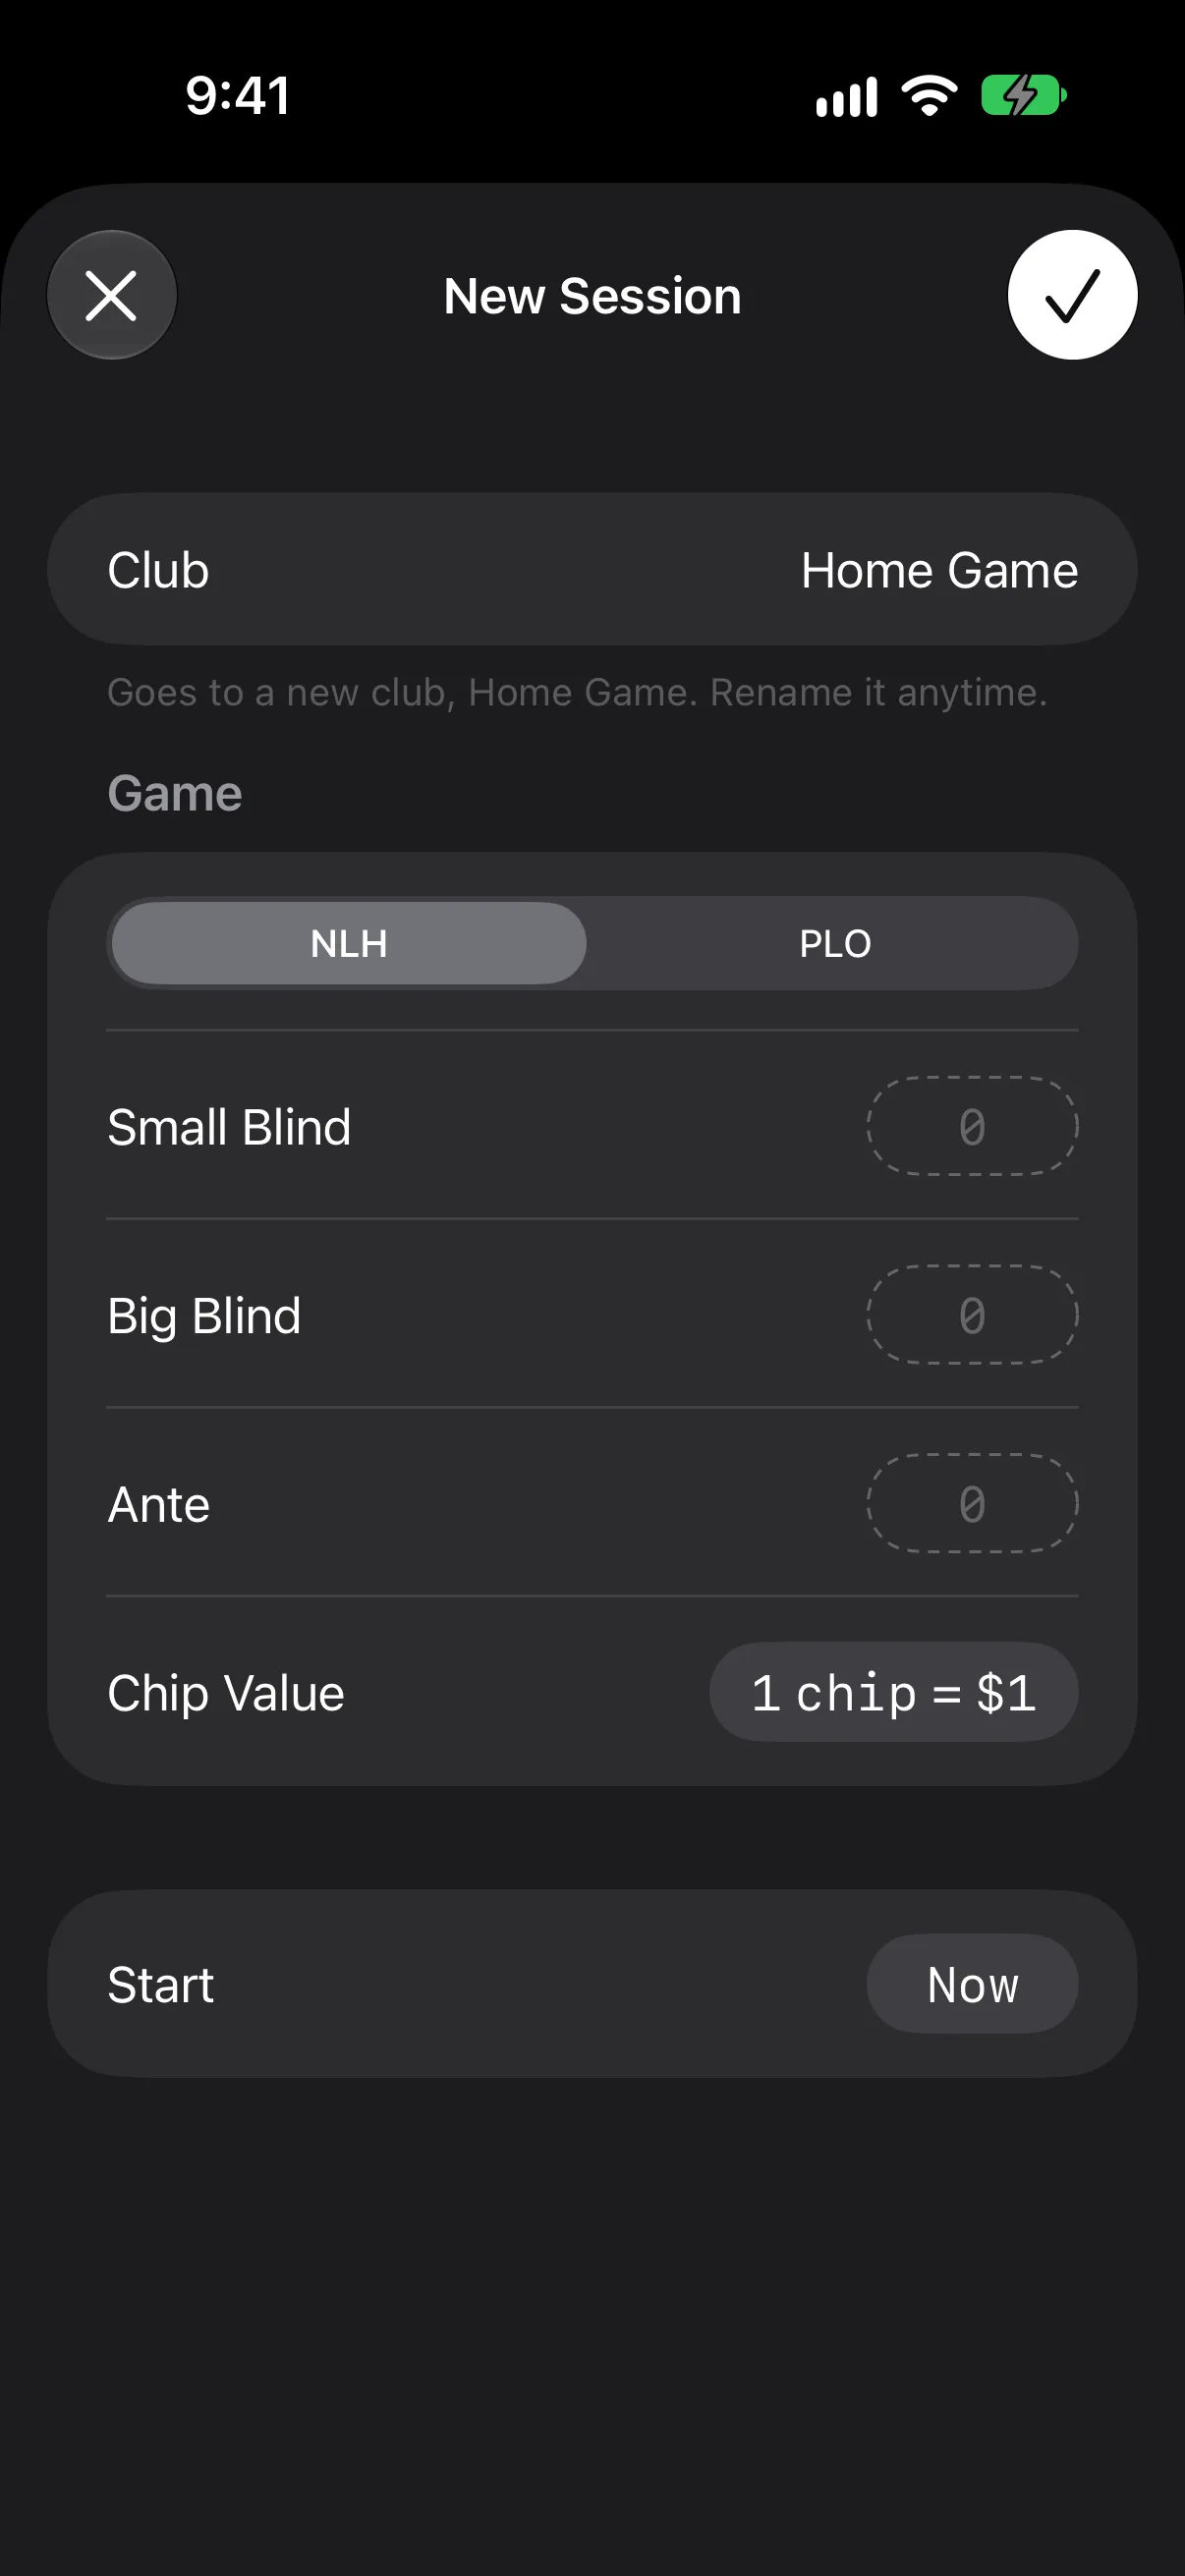 9:41
New Session
Club
Home Game
Goes to a new club, Home Game. Rename it anytime.
Game
NLH
PLO
Small Blind
0
Big Blind
0
Ante
0
Chip Value
1 chip = $1
Start
Now